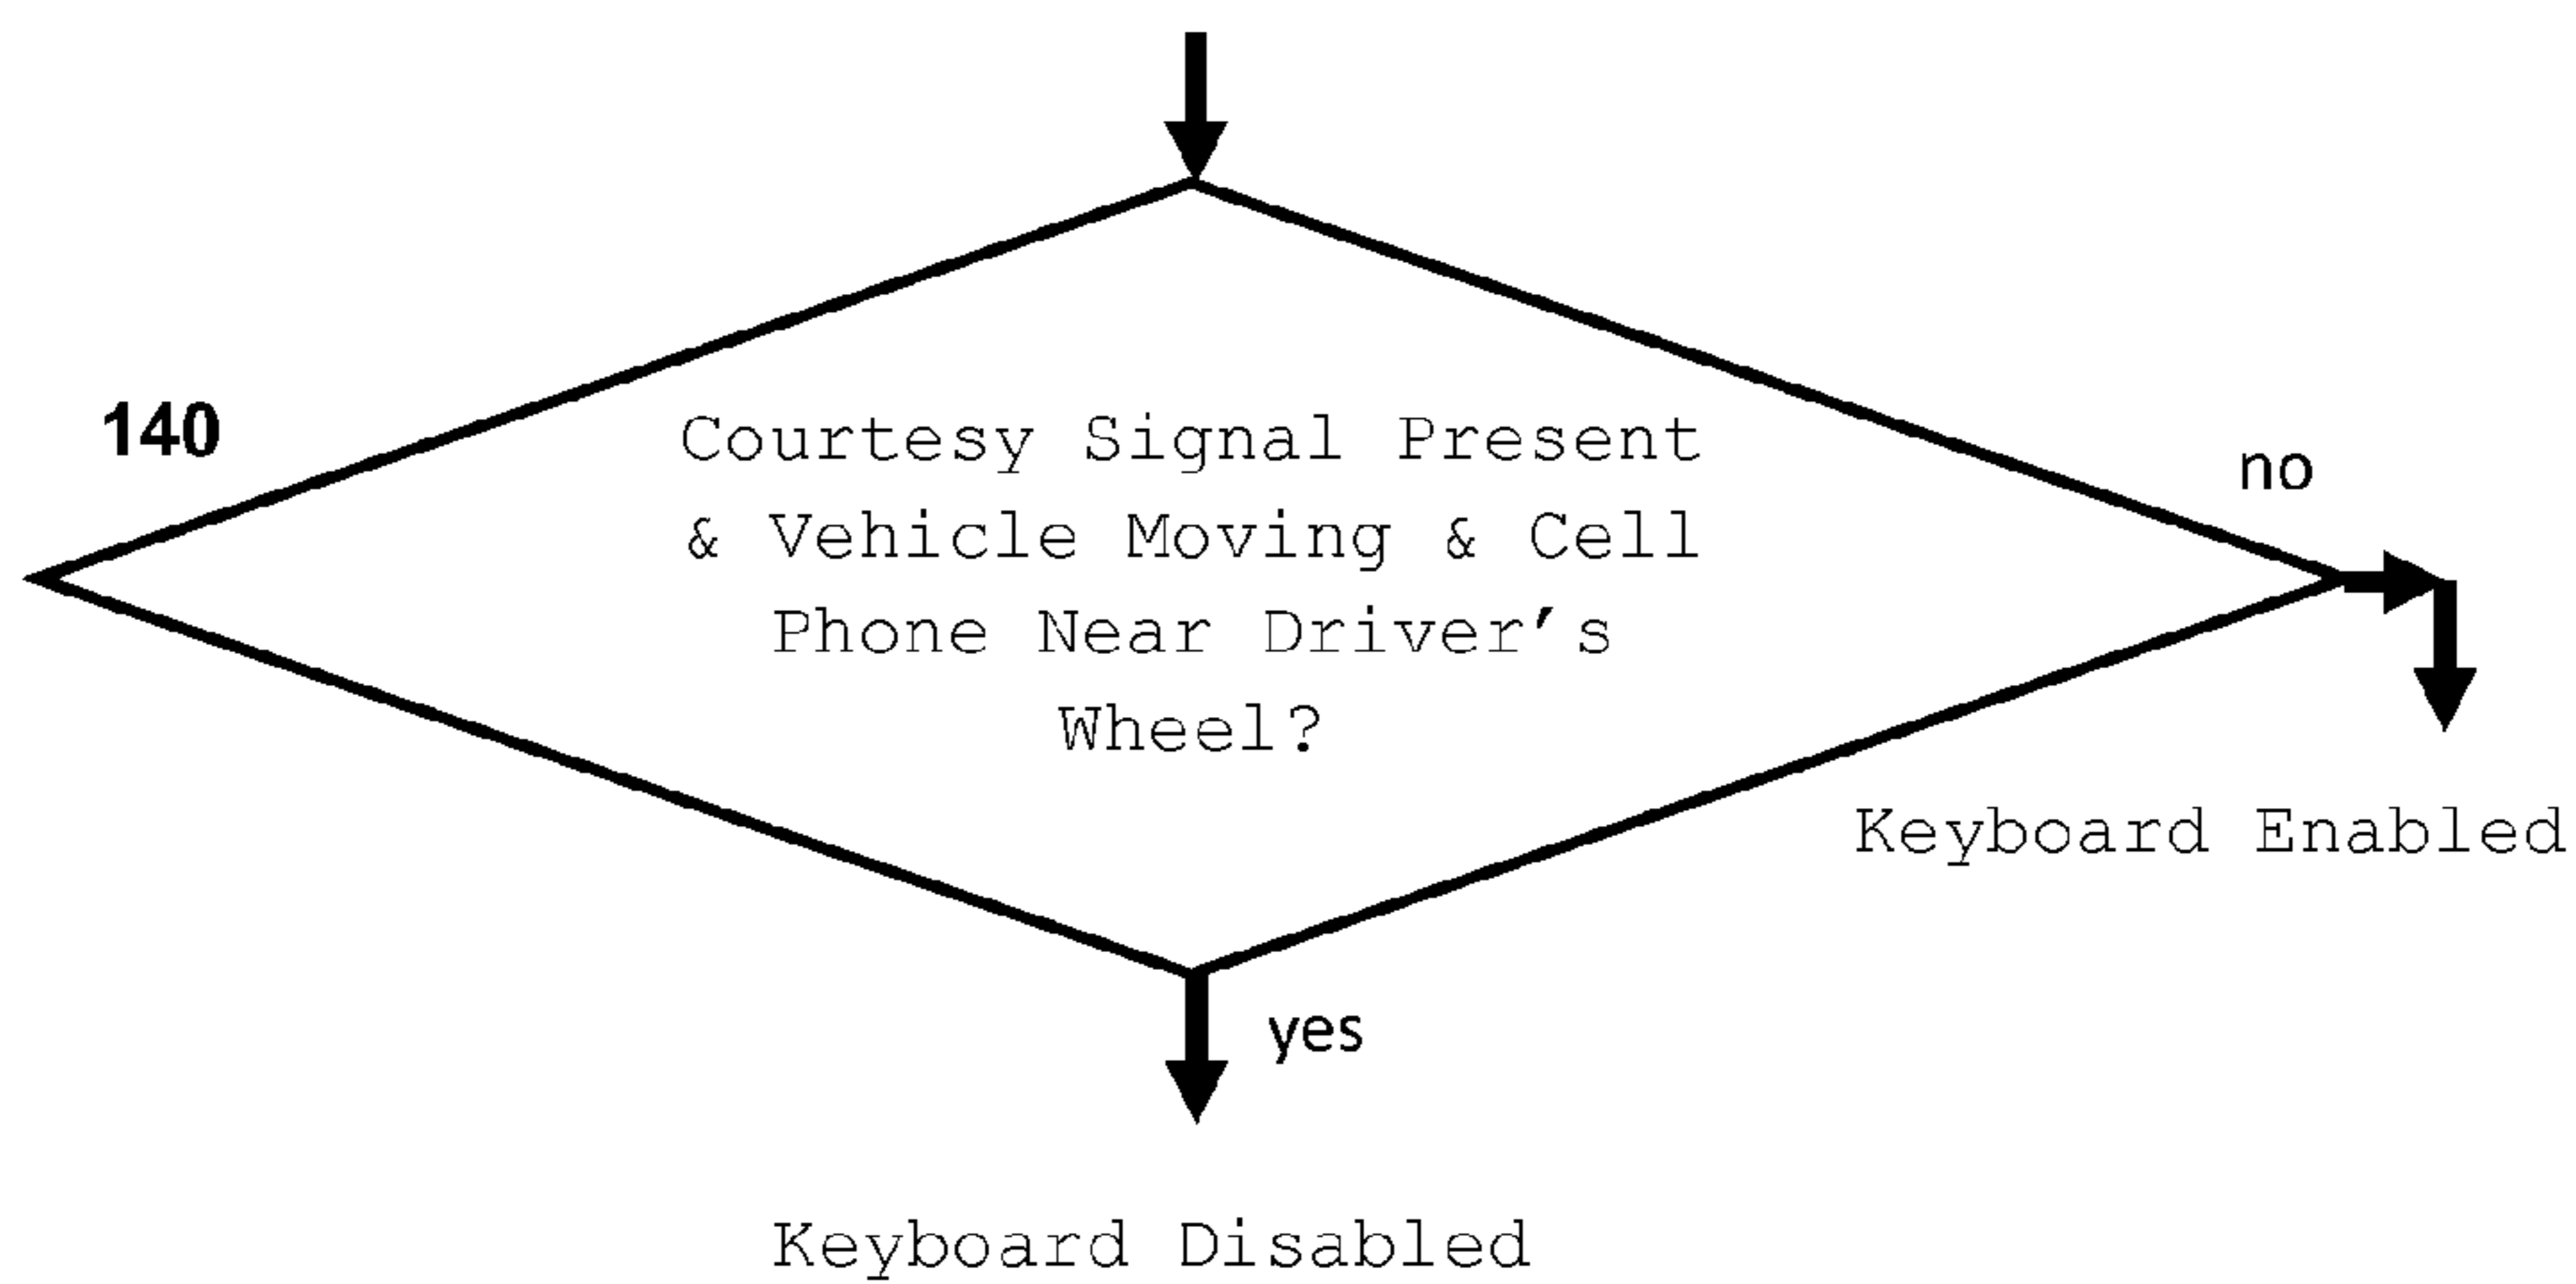 140
Courtesy Signal Present
& Vehicle Moving & Cell
Phone Near Driver’s
Wheel?
no
Keyboard Enabled
yes
Keyboard Disabled